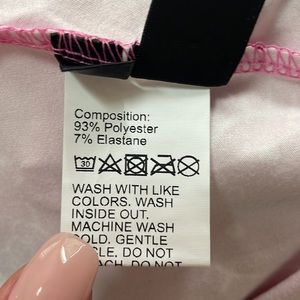 Composition:
93% Polyester
7% Elastane
30
WASH WITH LIKE
COLORS. WASH
INSIDE OUT.
MACHINE WASH
COLD. GENTLE
DO NOT
DO NOT